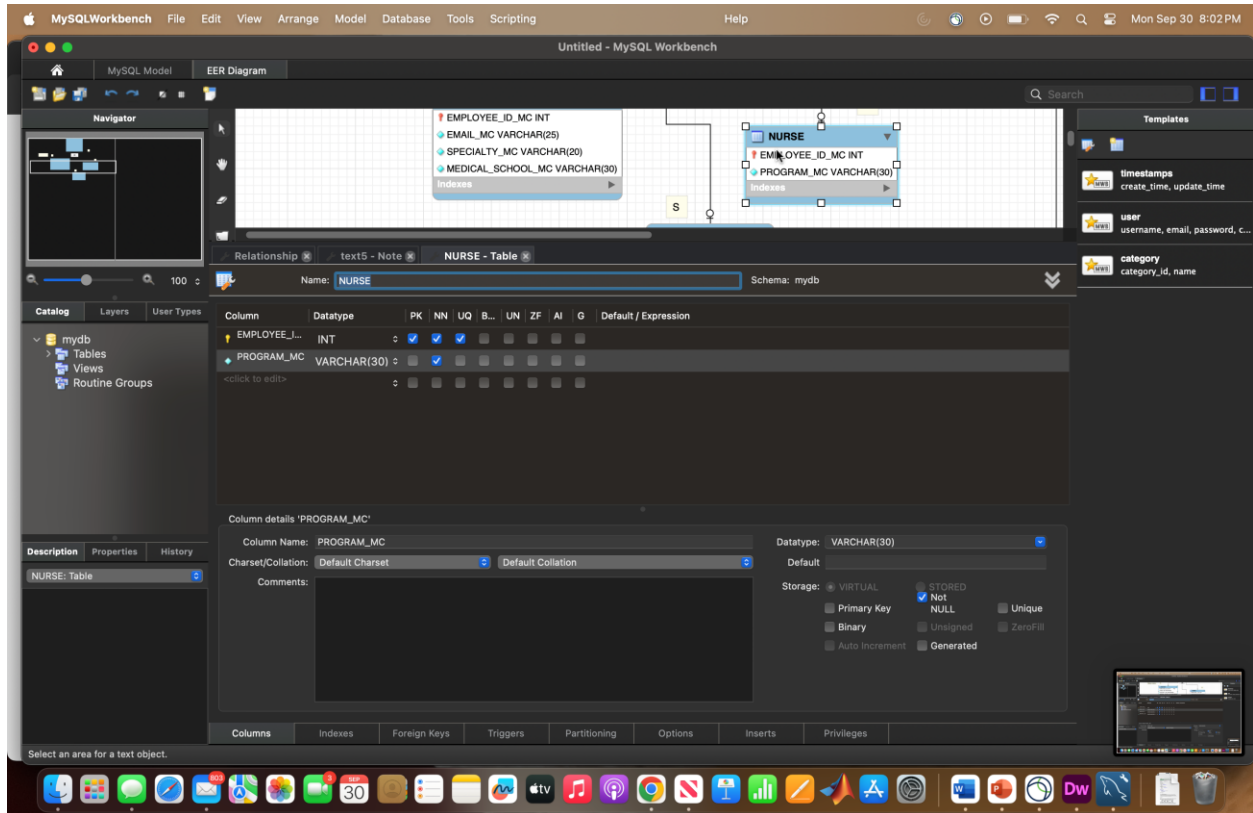 MySQLWorkbench File Edit View Arrange Model Database Tools Scripting Help Mon Sep 30 8:02 PM
Untitled - MySQL Workbench
MySQL Model EER Diagram
Search
Navigator
EMPLOYEE_ID_MC INT
EMAIL_MC VARCHAR(25)
SPECIALTY_MC VARCHAR(20)
MEDICAL_SCHOOL_MC VARCHAR(30)
Indexes
S
NURSE
EMPLOYEE_ID_MC INT
PROGRAM_MC VARCHAR(30)
Indexes
Templates
timestamps
create_time, update_time
user
username, email, password, c...
category
category_id, name
100
Relationship text5 - Note NURSE - Table
Name: NURSE Schema: mydb
Catalog Layers User Types
mydb
Tables
Views
Routine Groups
Column Datatype PK NN UQ B... UN ZF AI G Default / Expression
EMPLOYEE_I... INT
PROGRAM_MC VARCHAR(30)
<click to edit>
Column details 'PROGRAM_MC'
Column Name: PROGRAM_MC Datatype: VARCHAR(30)
Charset/Collation: Default Charset Default Collation Default
Comments: Storage: VIRTUAL STORED
Primary Key Not NULL Unique
Binary Unsigned ZeroFill
Auto Increment Generated
Description Properties History
NURSE: Table
Columns Indexes Foreign Keys Triggers Partitioning Options Inserts Privileges
Select an area for a text object.
803
3
SEP
30
tv
W
P
Dw